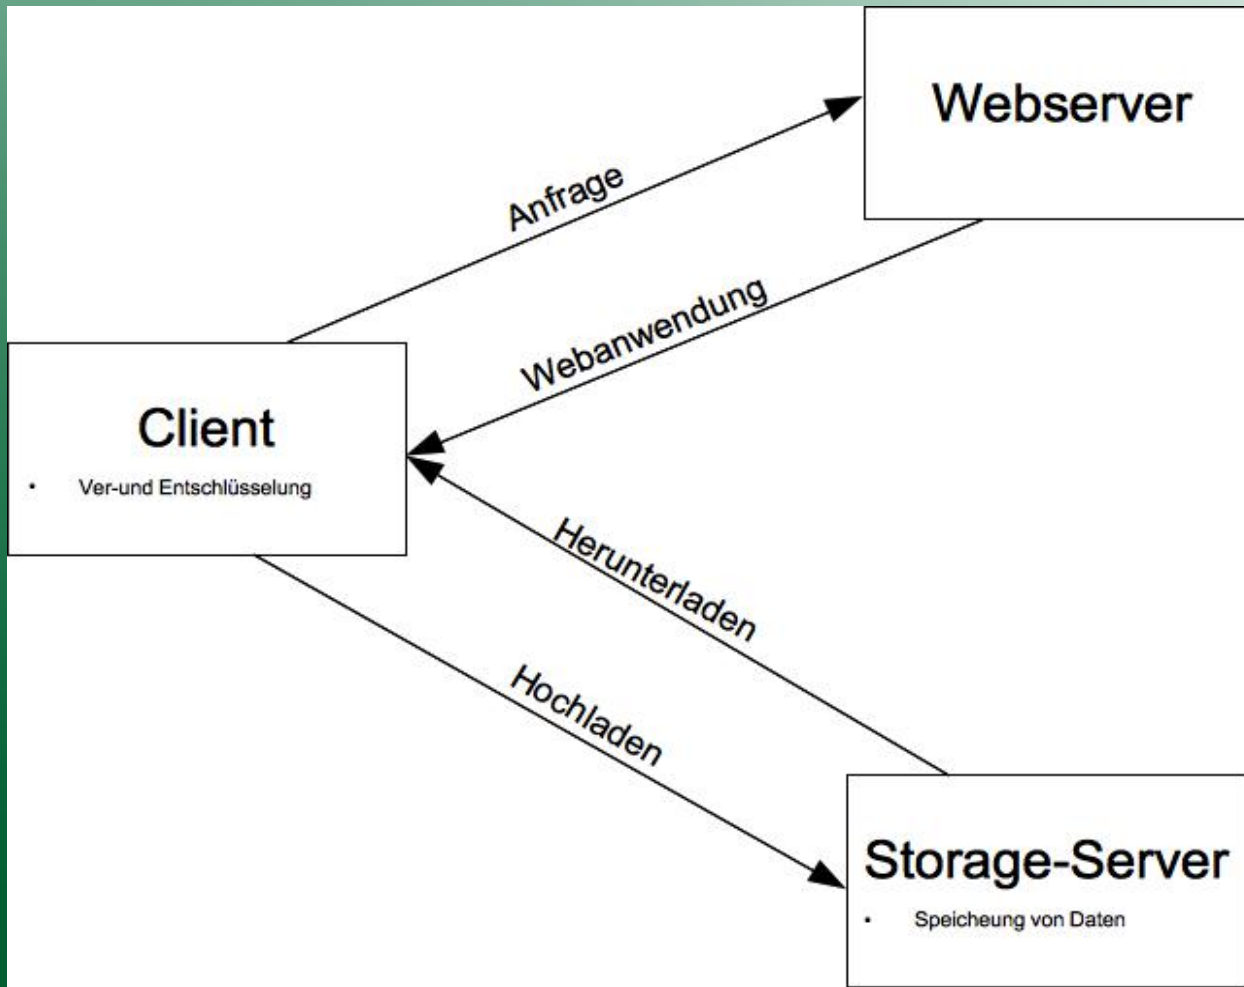 Webserver
Anfrage
Webanwendung
Client
• Ver-und Entschlüsselung
Herunterladen
Hochladen
Storage-Server
• Speicheung von Daten